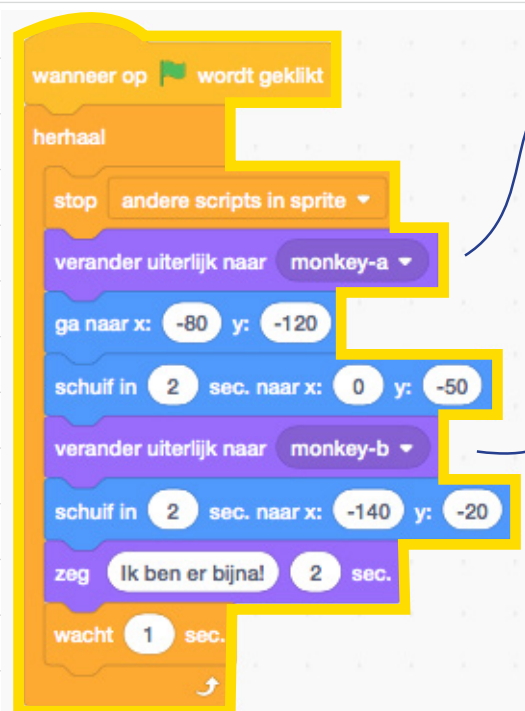 wanneer op wordt geklikt
herhaal
stop andere scripts in sprite
verander uiterlijk naar monkey-a
ga naar x: -80 y: -120
schuif in 2 sec. naar x: 0 y: -50
verander uiterlijk naar monkey-b
schuif in 2 sec. naar x: -140 y: -20
zeg Ik ben er bijna! 2 sec.
wacht 1 sec.